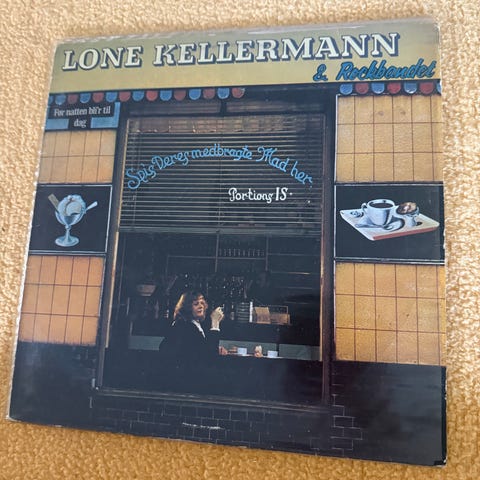 LONE KELLERMANN
& Rockbandet
Før natten bli'r til
dag
Spis Deres medbragte Mad her
Portions IS